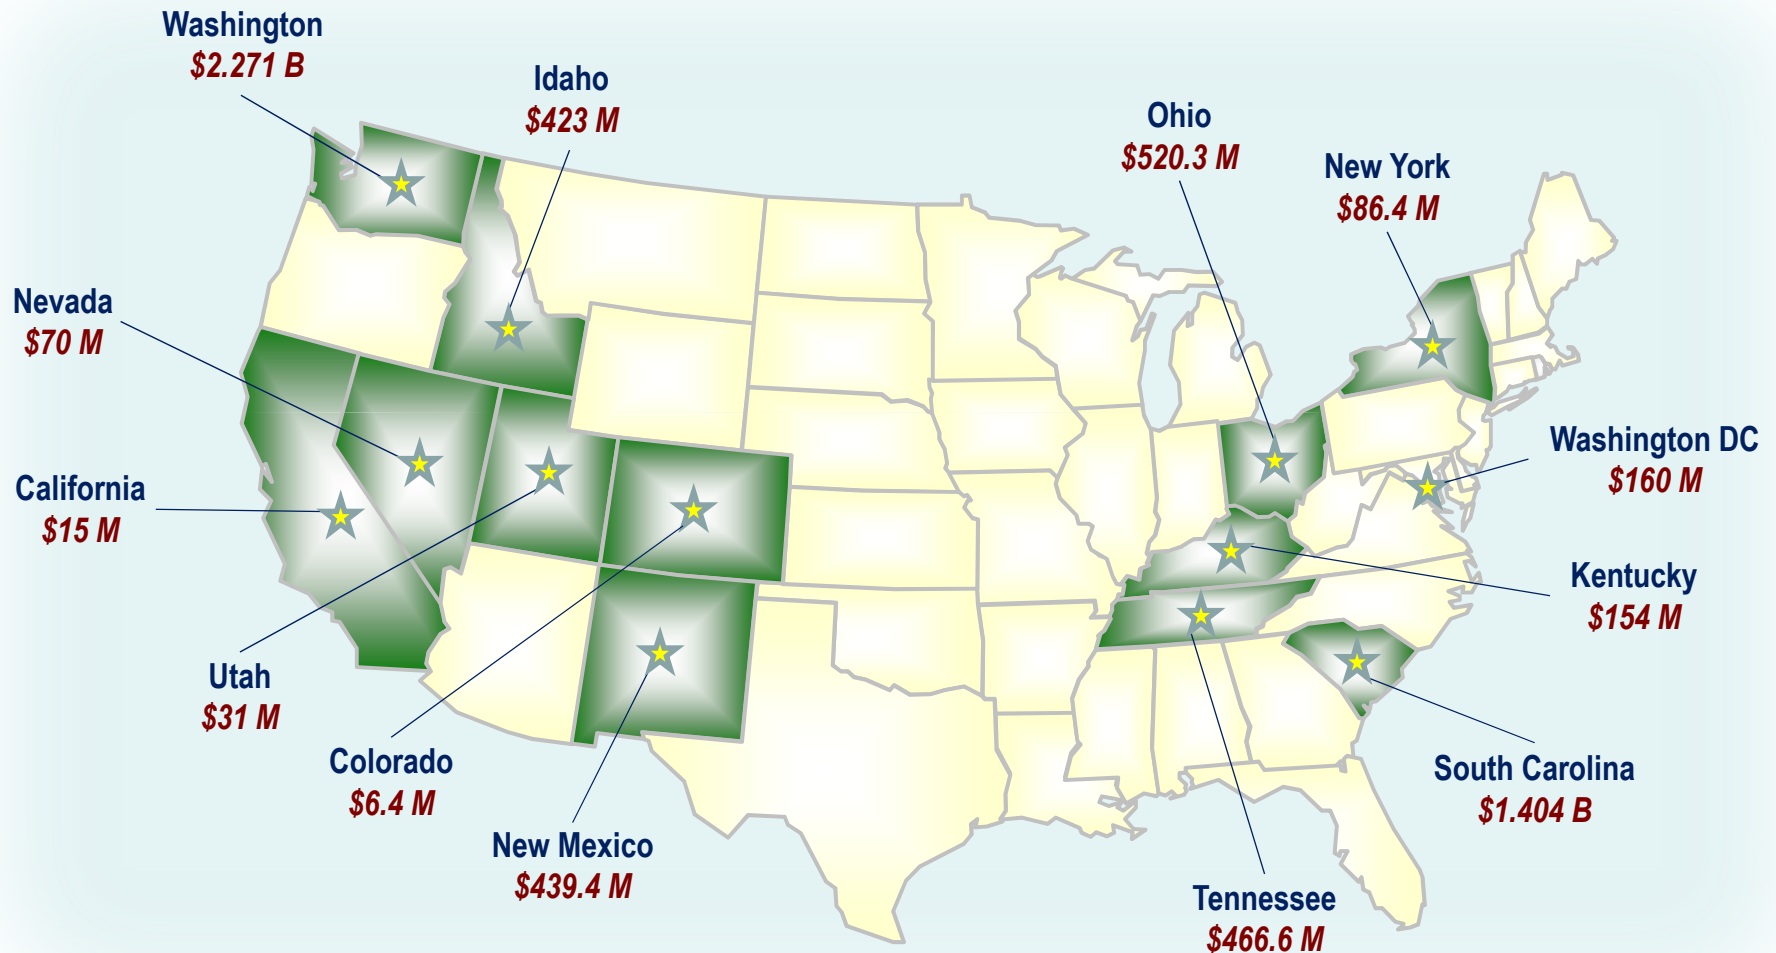 Washington
$2.271 B
Idaho
$423 M
Ohio
$520.3 M
New York
$86.4 M
Nevada
$70 M
Washington DC
$160 M
California
$15 M
Kentucky
$154 M
Utah
$31 M
Colorado
$6.4 M
South Carolina
$1.404 B
New Mexico
$439.4 M
Tennessee
$466.6 M